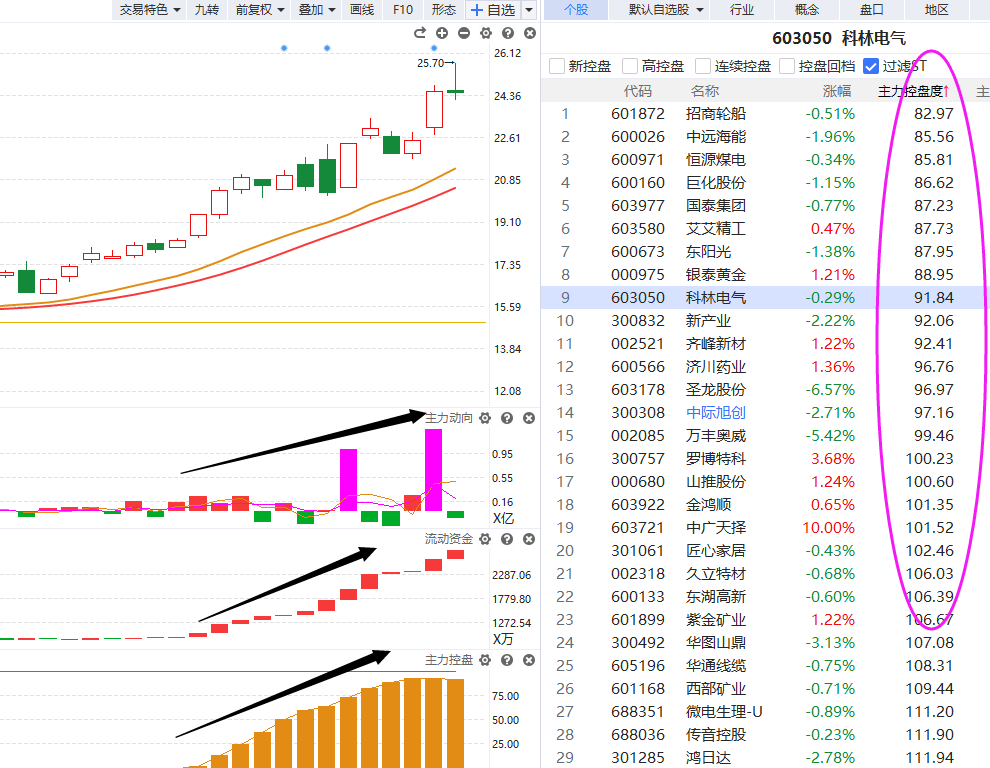 交易特色 九转 前复权 叠加 画线 F10 形态 十自选
26.12
25.70
24.36
22.61
20.85
19.10
17.35
15.59
13.84
12.08
主力动向
0.95
0.55
0.16
X亿
流动资金
2287.06
1779.80
1272.54
X万
主力控盘
75.00
50.00
25.00
个股 默认自选股 行业 概念 盘口 地区
603050 科林电气
新控盘 高控盘 连续控盘 控盘回档 过滤ST
代码 名称 涨幅 主力控盘度↑ 主
1 601872 招商轮船 -0.51% 82.97
2 600026 中远海能 -1.96% 85.56
3 600971 恒源煤电 -0.34% 85.81
4 600160 巨化股份 -1.15% 86.62
5 603977 国泰集团 -0.77% 87.23
6 603580 艾艾精工 0.47% 87.73
7 600673 东阳光 -1.38% 87.95
8 000975 银泰黄金 1.21% 88.95
9 603050 科林电气 -0.29% 91.84
10 300832 新产业 -2.22% 92.06
11 002521 齐峰新材 1.22% 92.41
12 600566 济川药业 1.36% 96.76
13 603178 圣龙股份 -6.57% 96.97
14 300308 中际旭创 -2.71% 97.16
15 002085 万丰奥威 -5.42% 99.46
16 300757 罗博特科 3.68% 100.23
17 000680 山推股份 1.24% 100.60
18 603922 金鸿顺 0.65% 101.35
19 603721 中广天择 10.00% 101.52
20 301061 匠心家居 -0.43% 102.46
21 002318 久立特材 -0.68% 106.03
22 600133 东湖高新 -0.60% 106.39
23 601899 紫金矿业 1.22% 106.67
24 300492 华图山鼎 -3.13% 107.08
25 605196 华通线缆 -0.75% 108.31
26 601168 西部矿业 -0.71% 109.44
27 688351 微电生理-U -0.89% 111.20
28 688036 传音控股 -0.23% 111.90
29 301285 鸿日达 -2.78% 111.94